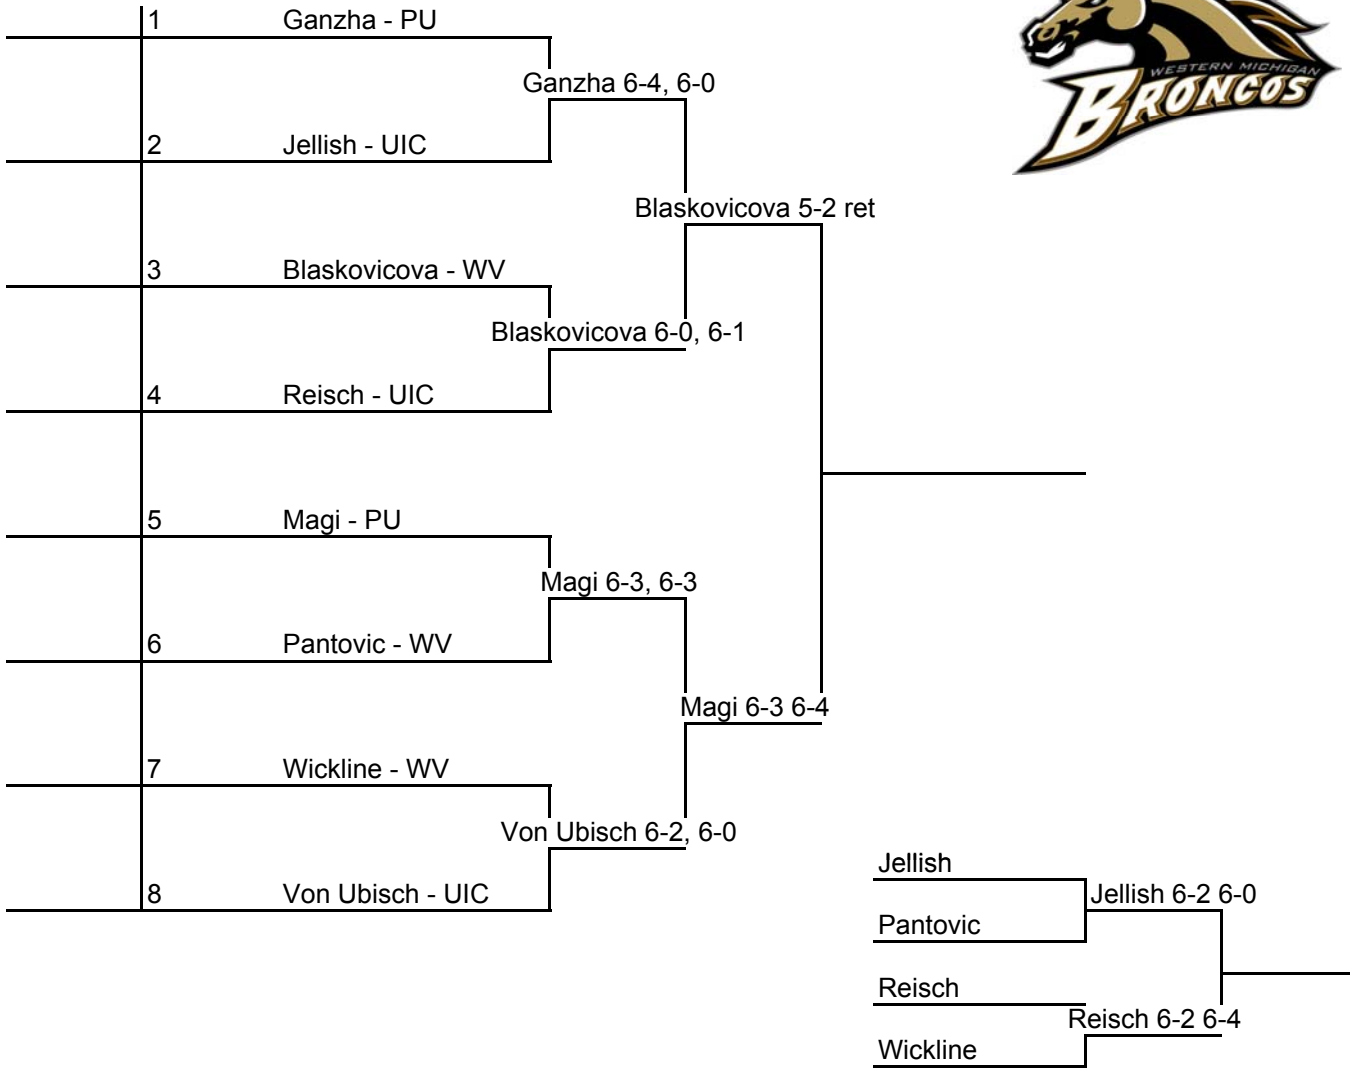 1 Ganzha - PU
Ganzha 6-4, 6-0
2 Jellish - UIC
Blaskovicova 5-2 ret
3 Blaskovicova - WV
Blaskovicova 6-0, 6-1
4 Reisch - UIC
5 Magi - PU
Magi 6-3, 6-3
6 Pantovic - WV
Magi 6-3 6-4
7 Wickline - WV
Von Ubisch 6-2, 6-0
8 Von Ubisch - UIC
WESTERN MICHIGAN
BRONCOS
Jellish
Jellish 6-2 6-0
Pantovic
Reisch
Reisch 6-2 6-4
Wickline